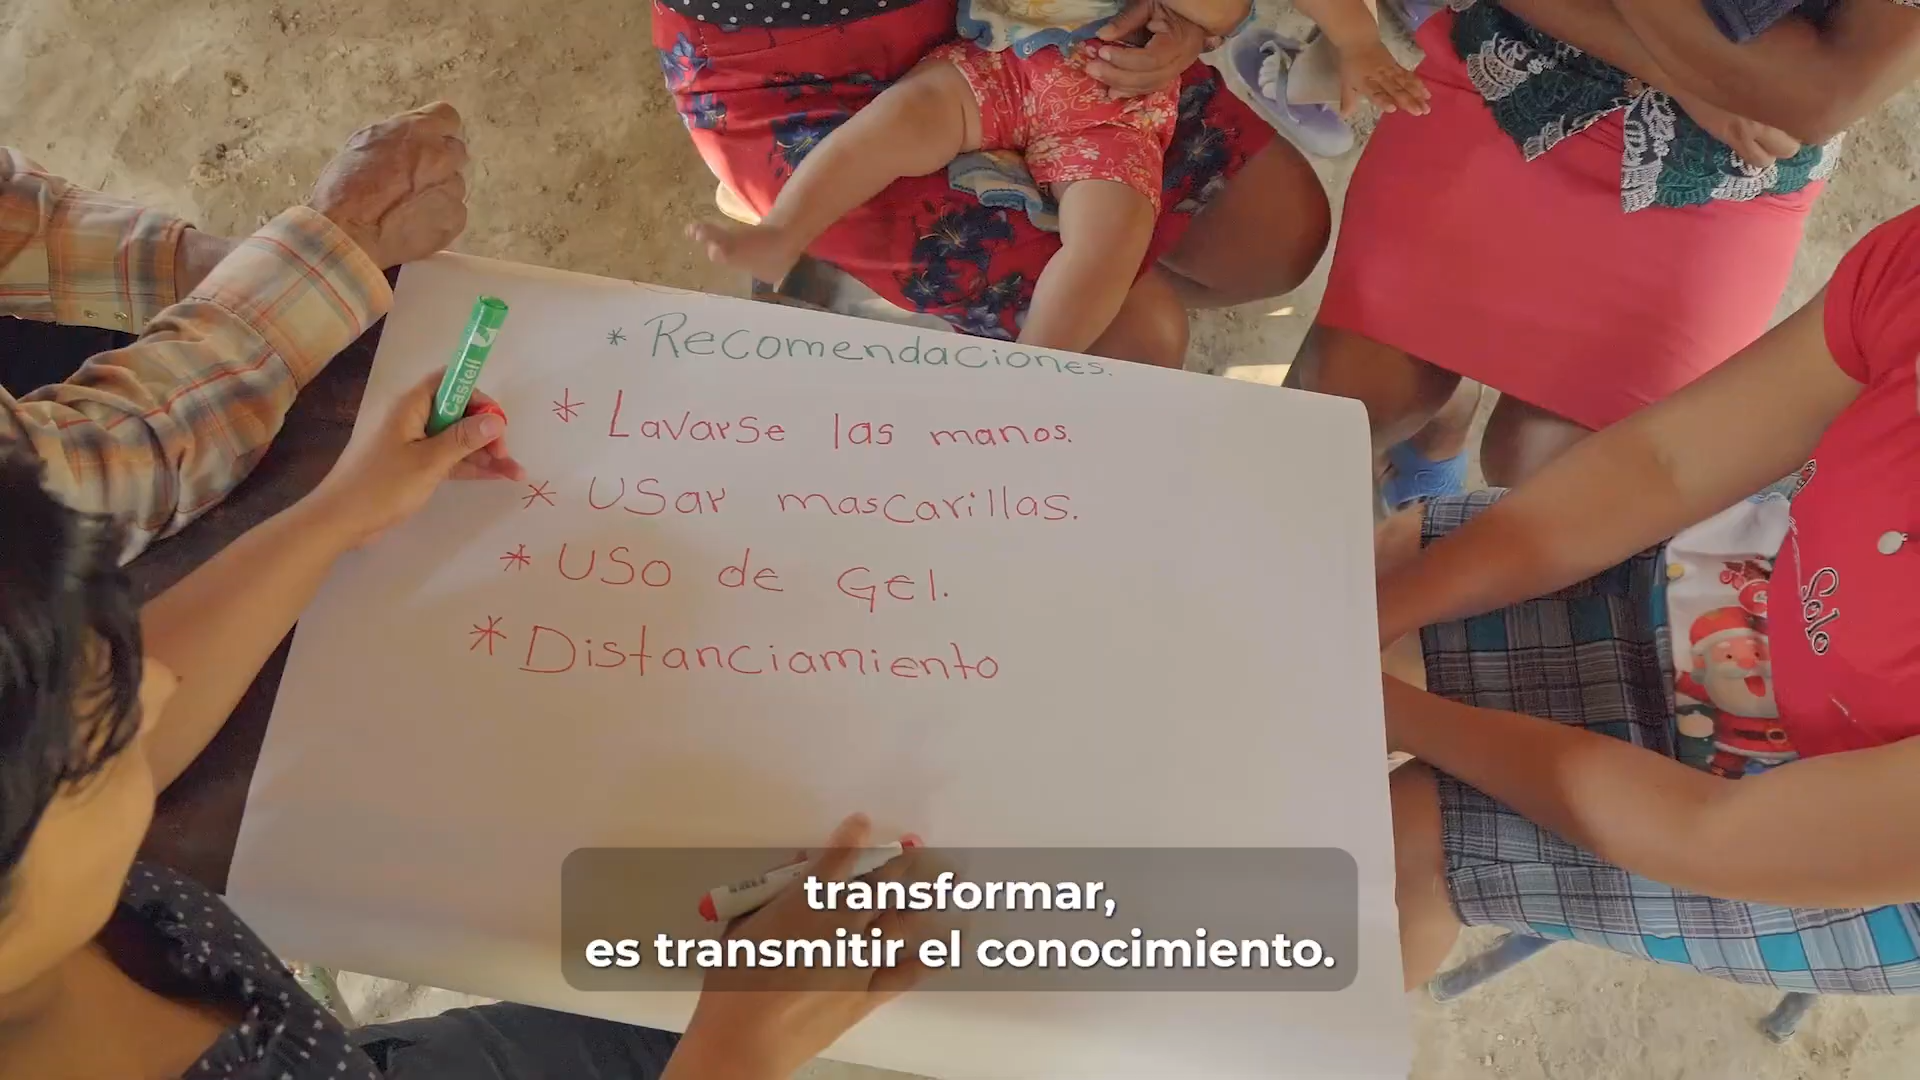 * Recomendaciones.
* Lavarse las manos.
* USar mascarillas.
* USo de Gel.
* Distanciamiento
Castell
Solo
transformar,
es transmitir el conocimiento.